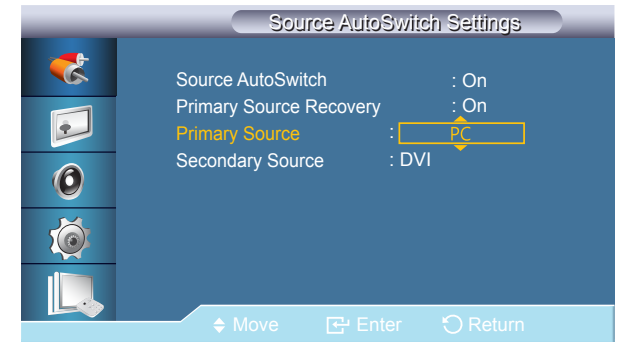 Source AutoSwitch Settings
Source AutoSwitch : On
Primary Source Recovery : On
Primary Source : PC
Secondary Source : DVI
Move Enter Return